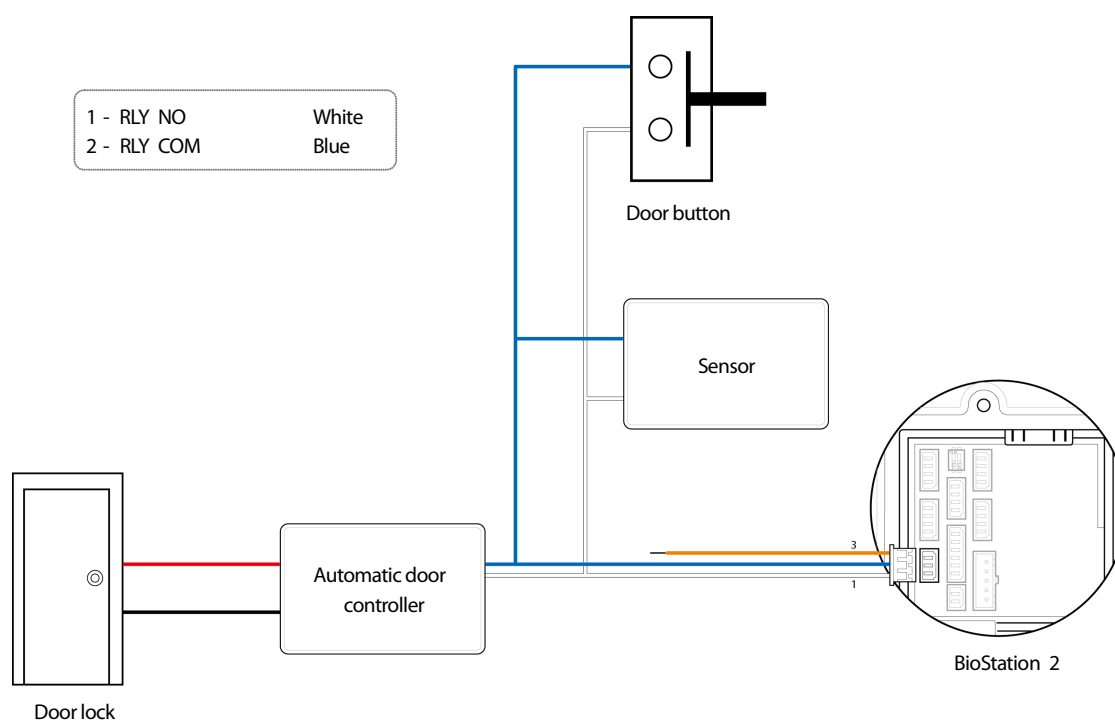 1 - RLY NO White
2 - RLY COM Blue
Door button
Sensor
Automatic door
controller
3
1
BioStation 2
Door lock